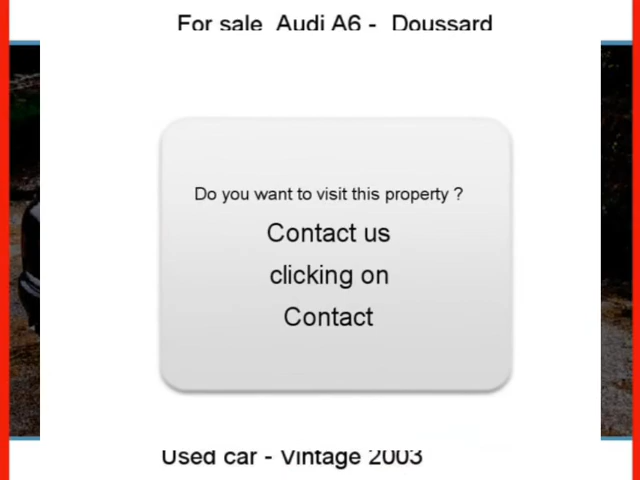 For sale Audi A6 - Doussard
Do you want to visit this property ?
Contact us
clicking on
Contact
Used car - Vintage 2003